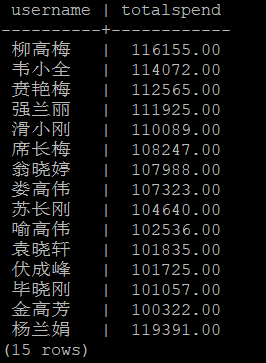 username | totalspend
---------+------------
柳高梅 | 116155.00
韦小全 | 114072.00
贲艳梅 | 112565.00
强兰丽 | 111925.00
滑小刚 | 110089.00
席长梅 | 108247.00
翁晓婷 | 107988.00
娄高伟 | 107323.00
苏长刚 | 104640.00
喻高伟 | 102536.00
袁晓轩 | 101835.00
伏成峰 | 101725.00
毕晓刚 | 101057.00
金高芳 | 100322.00
杨兰娟 | 119391.00
(15 rows)